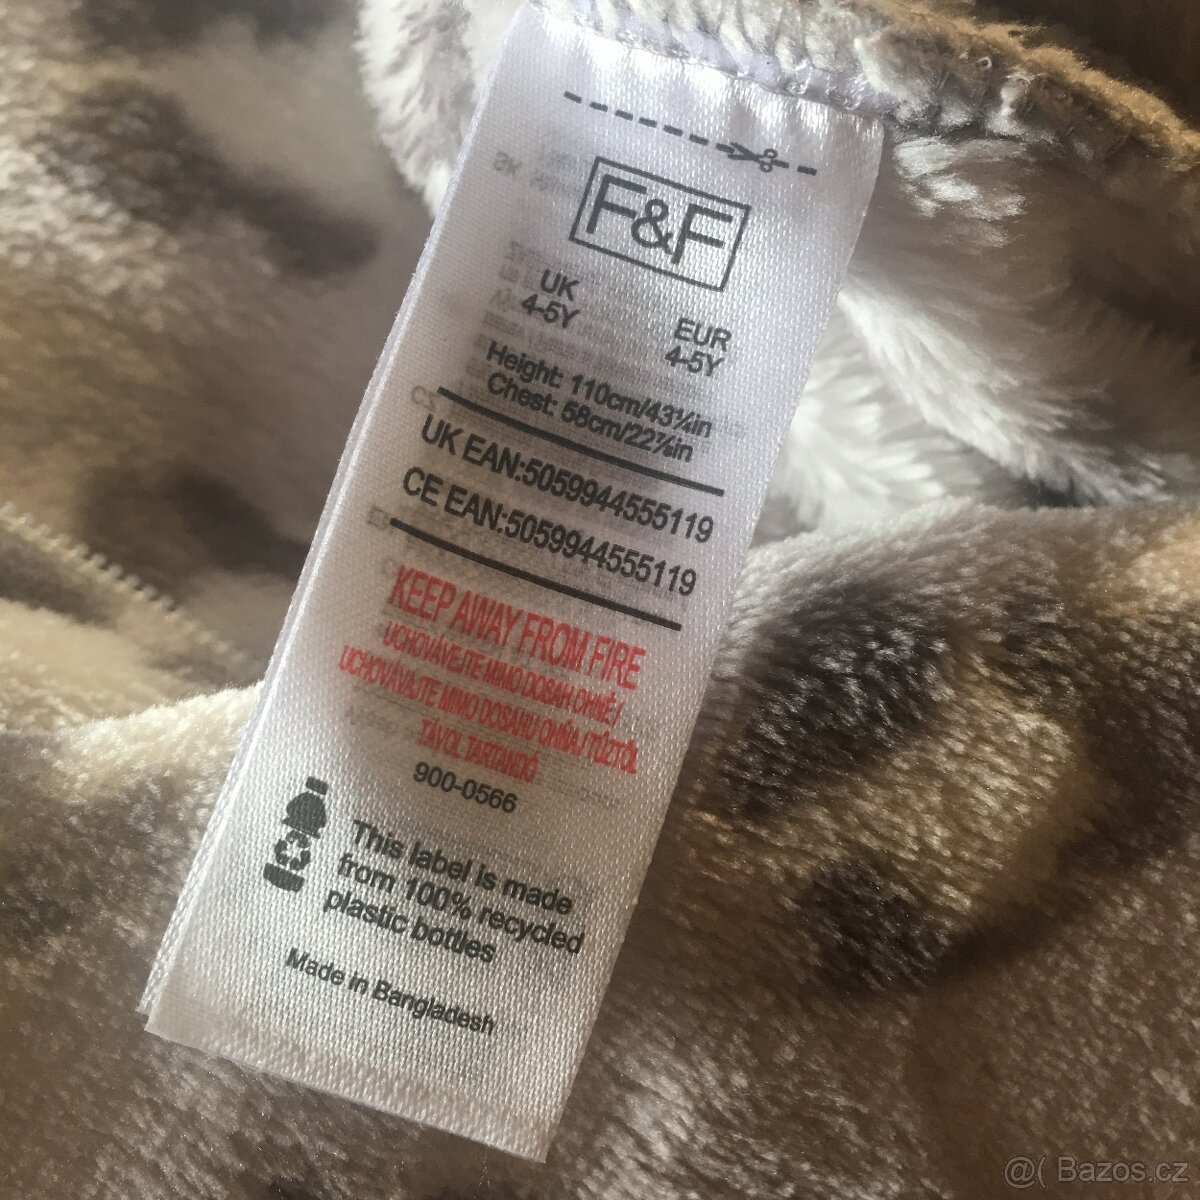 F&F
UK
4-5Y
EUR
4-5Y
Height: 110cm/43¼in
Chest: 58cm/22⅞in
UK EAN:5059944555119
CE EAN:5059944555119
KEEP AWAY FROM FIRE
UCHOVÁVEJTE MIMO DOSAH OHNĚ /
UCHOVÁVAJTE MIMO DOSAHU OHŇA / TŰZTŐL
TÁVOL TARTANDÓ
900-0566
This label is made
from 100% recycled
plastic bottles
Made in Bangladesh
@( Bazos.cz